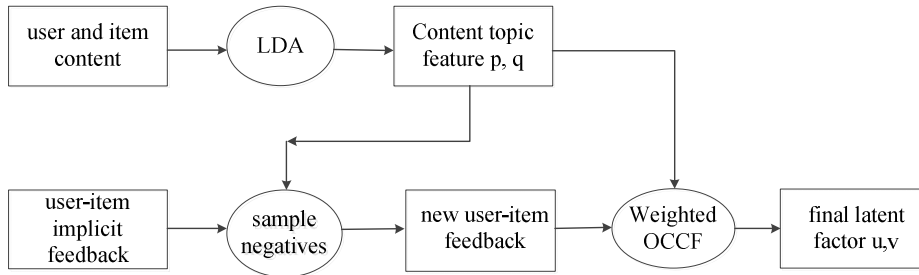 user and item
content
LDA
Content topic
feature p, q
user-item
implicit
feedback
sample
negatives
new user-item
feedback
Weighted
OCCF
final latent
factor u,v